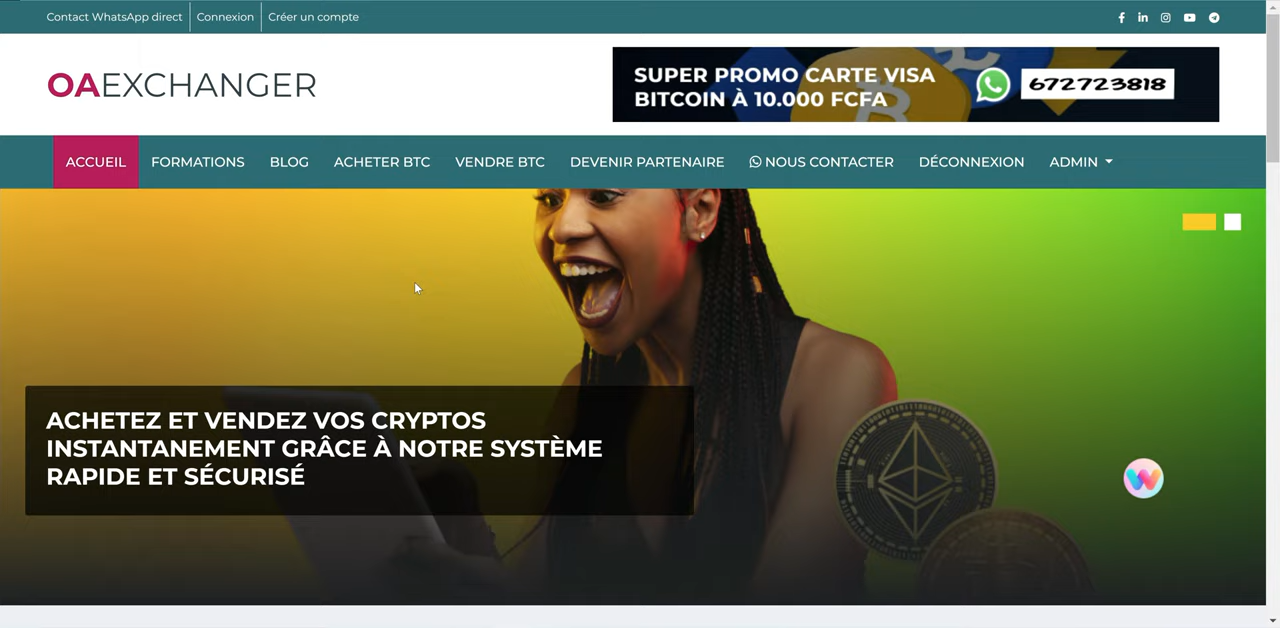 Contact WhatsApp direct
Connexion
Créer un compte
OAEXCHANGER
SUPER PROMO CARTE VISA
BITCOIN À 10.000 FCFA
672723818
ACCUEIL
FORMATIONS
BLOG
ACHETER BTC
VENDRE BTC
DEVENIR PARTENAIRE
NOUS CONTACTER
DÉCONNEXION
ADMIN
ACHETEZ ET VENDEZ VOS CRYPTOS
INSTANTANEMENT GRÂCE À NOTRE SYSTÈME
RAPIDE ET SÉCURISÉ